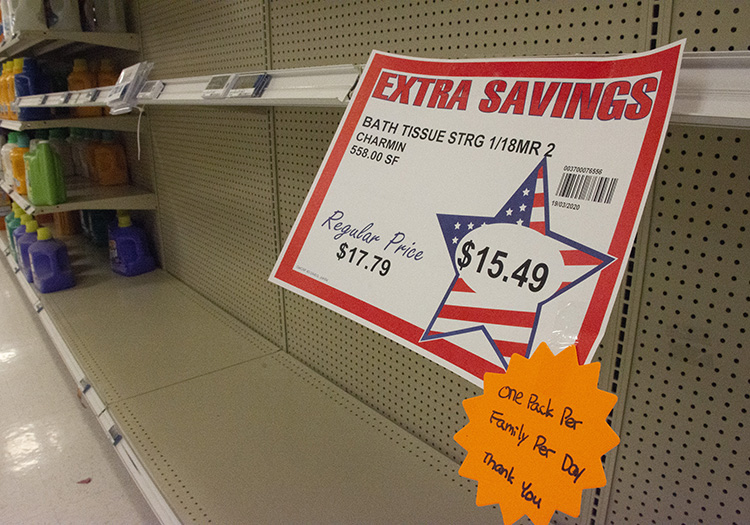 EXTRA SAVINGS
BATH TISSUE STRG 1/18MR 2
CHARMIN
558.00 SF
003700076556
19/03/2020
Regular Price
$17.79
$15.49
One Pack Per
Family Per Day
Thank You